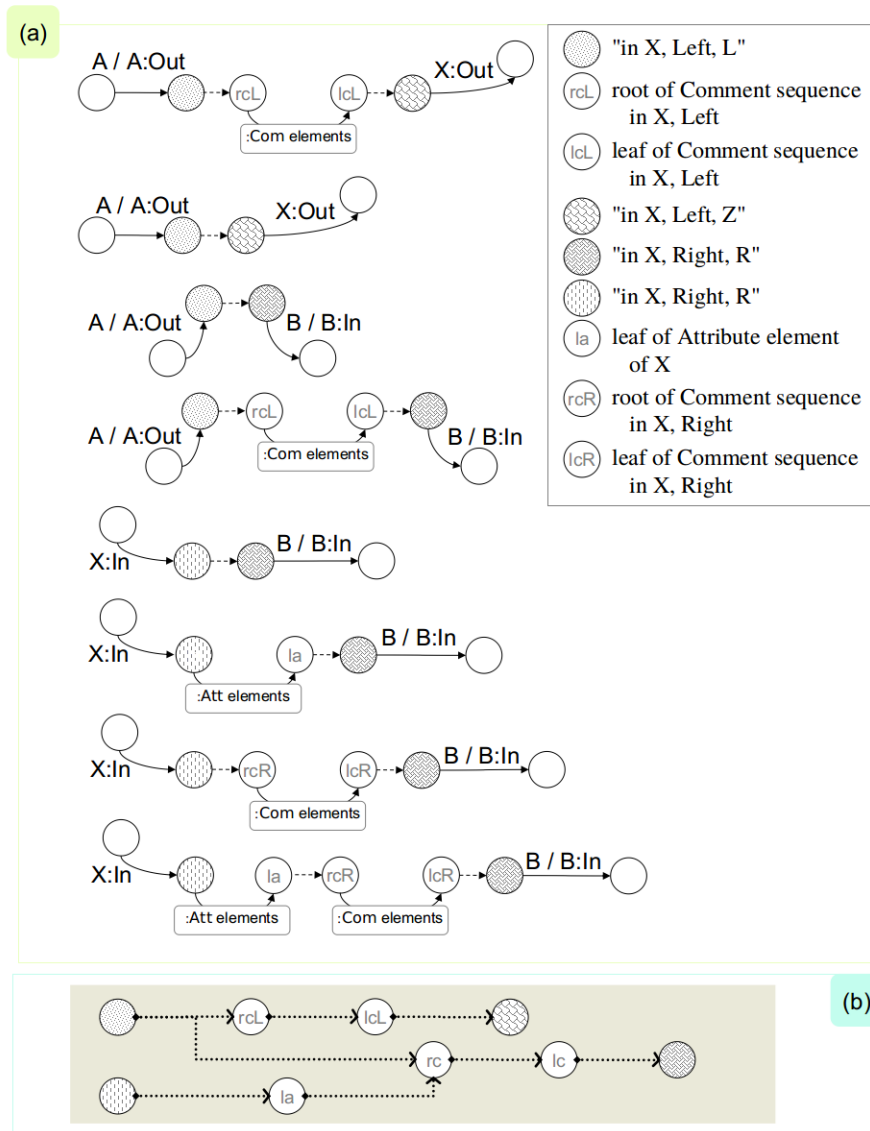 (a)
A / A:Out
rcL
lcL
X:Out
:Com elements
A / A:Out
X:Out
A / A:Out
B / B:In
A / A:Out
rcL
lcL
B / B:In
:Com elements
X:In
B / B:In
X:In
la
B / B:In
:Att elements
X:In
rcR
lcR
B / B:In
:Com elements
X:In
la
rcR
lcR
B / B:In
:Att elements
:Com elements
"in X, Left, L"
rcL root of Comment sequence
in X, Left
lcL leaf of Comment sequence
in X, Left
"in X, Left, Z"
"in X, Right, R"
"in X, Right, R"
la leaf of Attribute element
of X
rcR root of Comment sequence
in X, Right
lcR leaf of Comment sequence
in X, Right
(b)
rcL
lcL
rc
lc
la